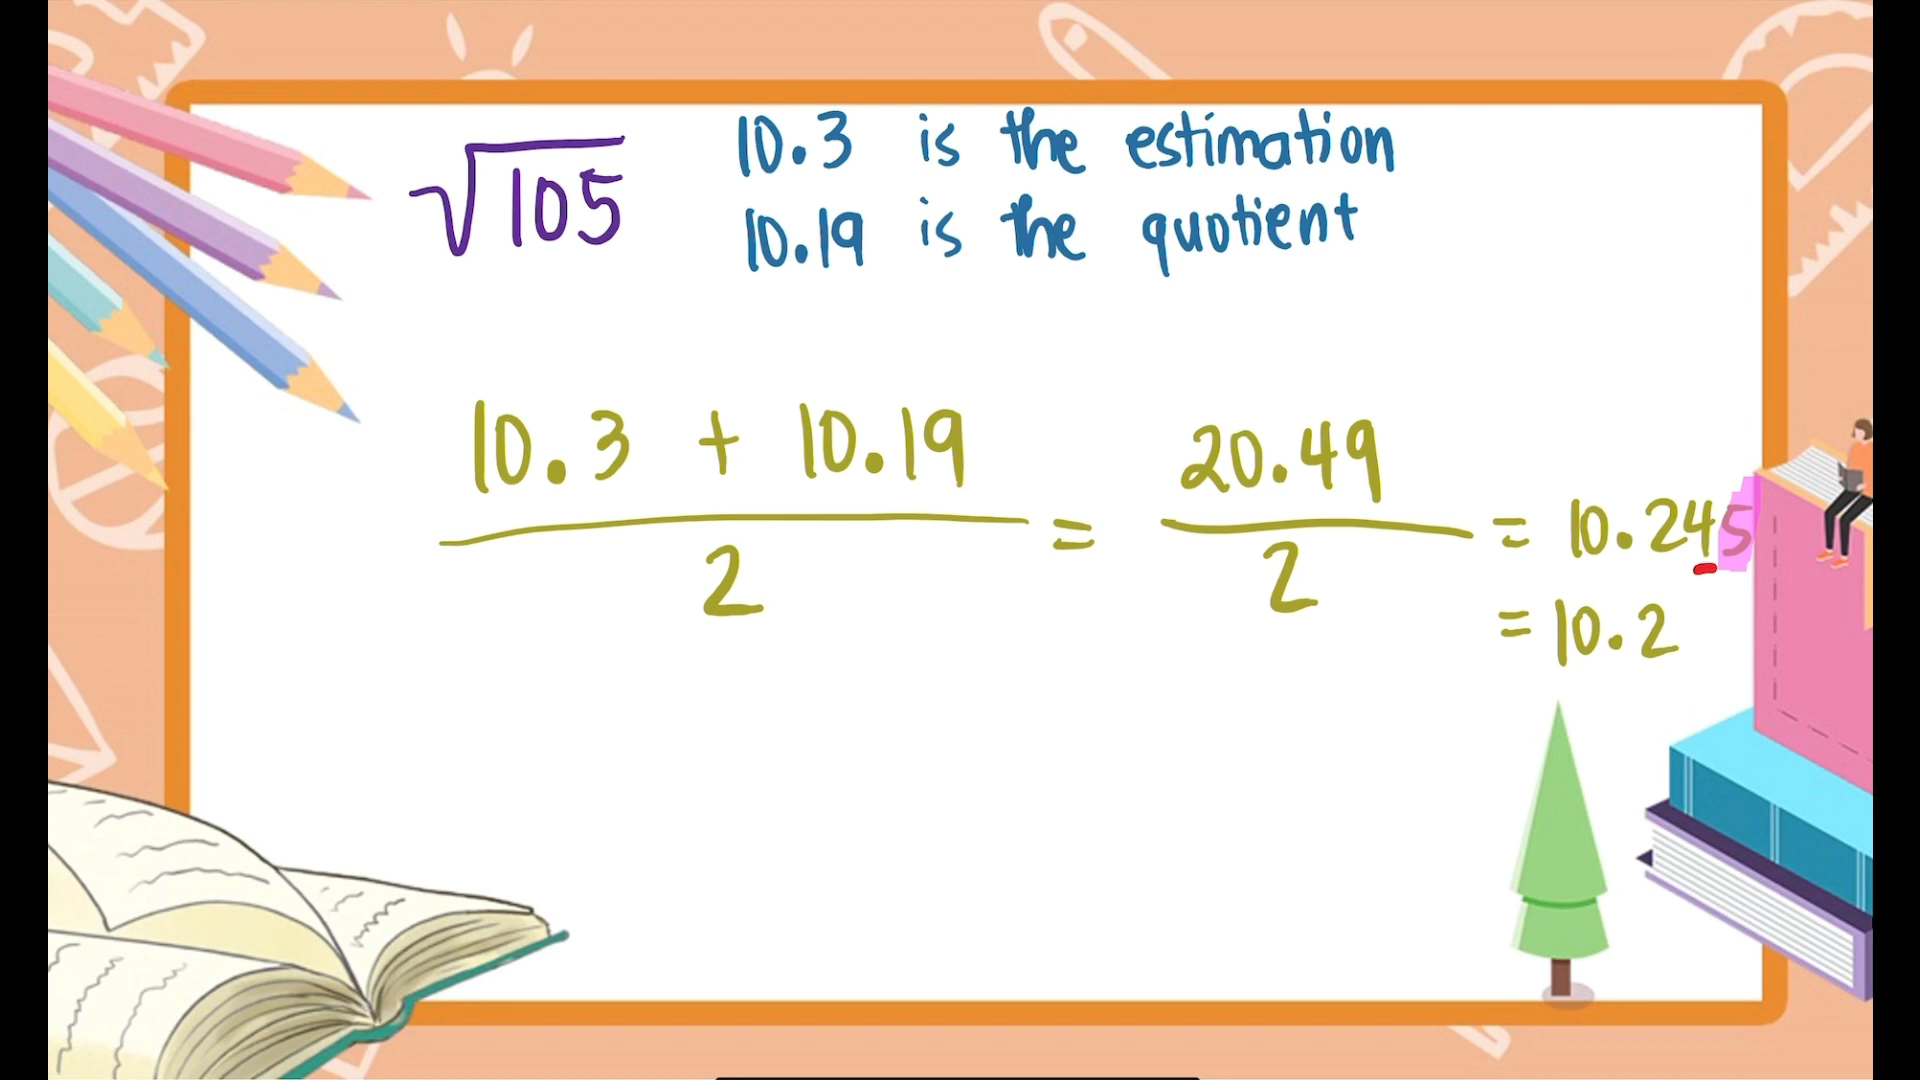 √105
10.3 is the estimation
10.19 is the quotient
10.3 + 10.19 / 2 = 20.49 / 2 = 10.245
= 10.2